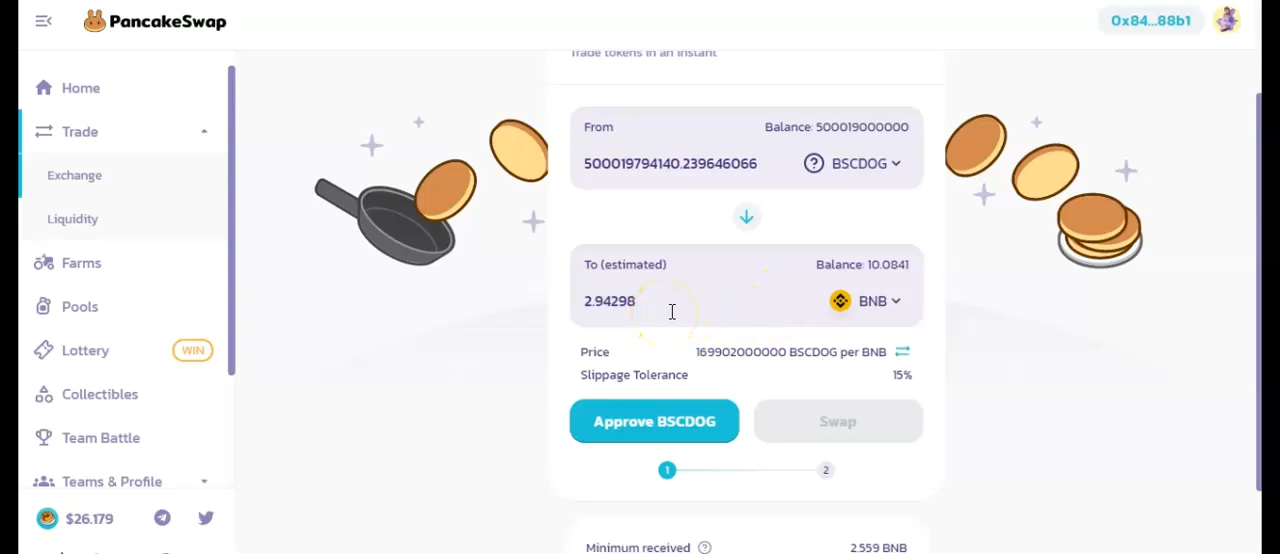 PancakeSwap
0x84...88b1
Trade tokens in an instant
Home
Trade
Exchange
Liquidity
Farms
Pools
Lottery
WIN
Collectibles
Team Battle
Teams & Profile
$26.179
From
Balance: 500019000000
500019794140.239646066
BSCDOG
To (estimated)
Balance: 10.0841
2.94298
BNB
Price
169902000000 BSCDOG per BNB
Slippage Tolerance
15%
Approve BSCDOG
Swap
1
2
Minimum received
2.559 BNB